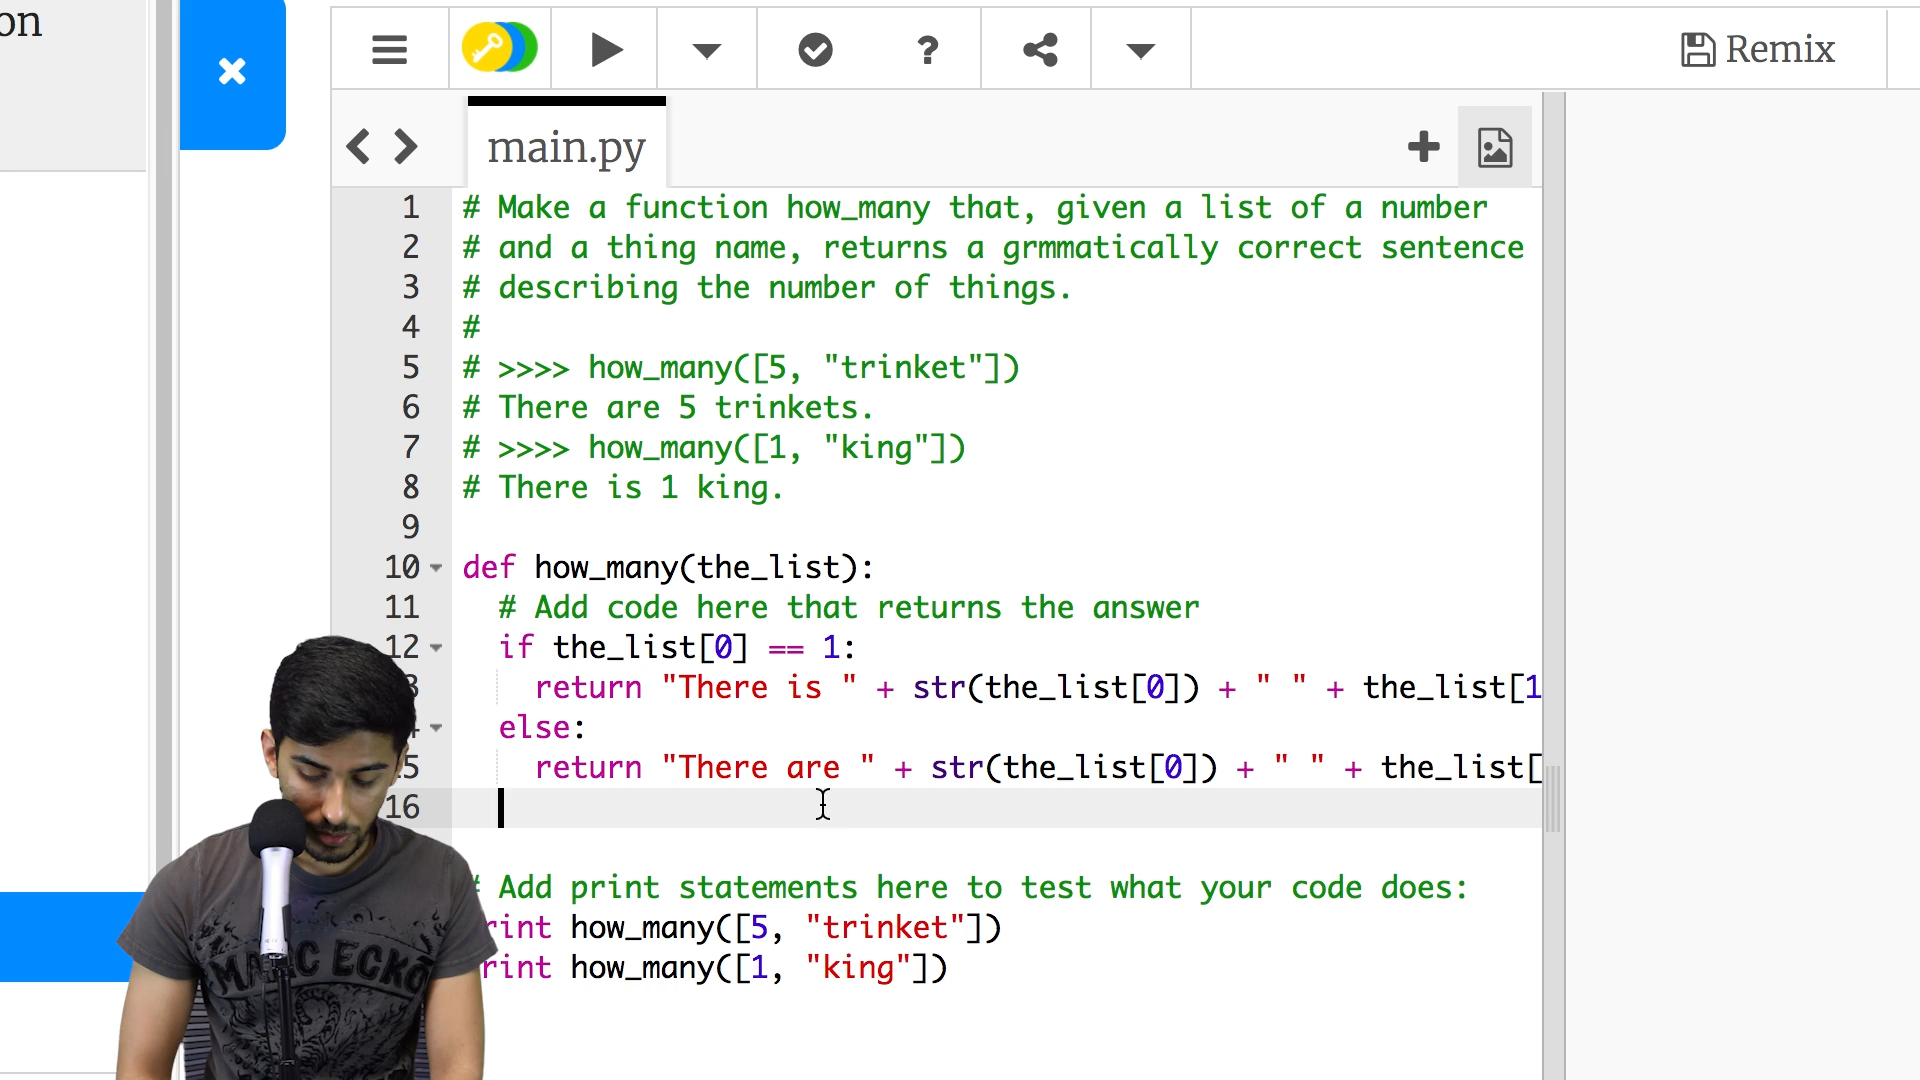 on
Remix
main.py
1 # Make a function how_many that, given a list of a number
2 # and a thing name, returns a grmmatically correct sentence
3 # describing the number of things.
4 #
5 # >>>> how_many([5, "trinket"])
6 # There are 5 trinkets.
7 # >>>> how_many([1, "king"])
8 # There is 1 king.
9
10 def how_many(the_list):
11 # Add code here that returns the answer
12 if the_list[0] == 1:
3 return "There is " + str(the_list[0]) + " " + the_list[1
else:
5 return "There are " + str(the_list[0]) + " " + the_list[
16
# Add print statements here to test what your code does:
rint how_many([5, "trinket"])
rint how_many([1, "king"])
MARC ECKO